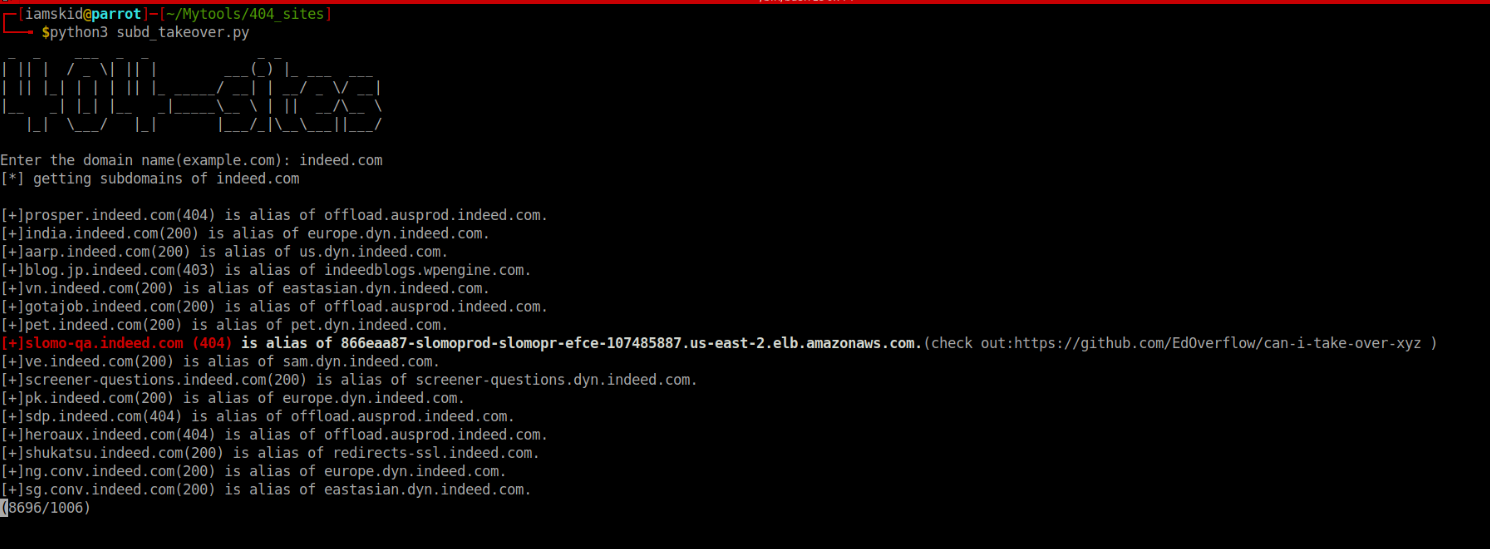 [iamskid@parrot]─[~/Mytools/404_sites]
$python3 subd_takeover.py
404-sites
Enter the domain name(example.com): indeed.com
[*] getting subdomains of indeed.com
[+]prosper.indeed.com(404) is alias of offload.ausprod.indeed.com.
[+]india.indeed.com(200) is alias of europe.dyn.indeed.com.
[+]aarp.indeed.com(200) is alias of us.dyn.indeed.com.
[+]blog.jp.indeed.com(403) is alias of indeedblogs.wpengine.com.
[+]vn.indeed.com(200) is alias of eastasian.dyn.indeed.com.
[+]gotajob.indeed.com(200) is alias of offload.ausprod.indeed.com.
[+]pet.indeed.com(200) is alias of pet.dyn.indeed.com.
[+]slomo-qa.indeed.com (404) is alias of 866eaa87-slomoprod-slomopr-efce-107485887.us-east-2.elb.amazonaws.com.(check out:https://github.com/EdOverflow/can-i-take-over-xyz )
[+]ve.indeed.com(200) is alias of sam.dyn.indeed.com.
[+]screener-questions.indeed.com(200) is alias of screener-questions.dyn.indeed.com.
[+]pk.indeed.com(200) is alias of europe.dyn.indeed.com.
[+]sdp.indeed.com(404) is alias of offload.ausprod.indeed.com.
[+]heroaux.indeed.com(404) is alias of offload.ausprod.indeed.com.
[+]shukatsu.indeed.com(200) is alias of redirects-ssl.indeed.com.
[+]ng.conv.indeed.com(200) is alias of europe.dyn.indeed.com.
[+]sg.conv.indeed.com(200) is alias of eastasian.dyn.indeed.com.
(8696/1006)